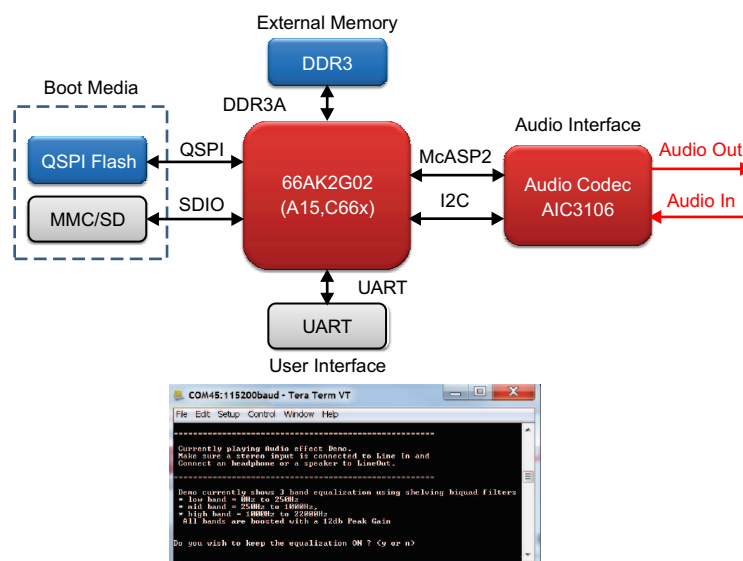 External Memory
DDR3
Boot Media
DDR3A
QSPI Flash
QSPI
MMC/SD
SDIO
66AK2G02
(A15,C66x)
Audio Interface
McASP2
I2C
Audio Codec
AIC3106
Audio Out
Audio In
UART
UART
User Interface
COM45:115200baud - Tera Term VT
File Edit Setup Control Window Help
Currently playing Audio effect Demo.
Make sure a stereo input is connected to Line In and
Connect an headphone or a speaker to LineOut.
Demo currently shows 3 band equalization using shelving biquad filters
* low band = 0Hz to 250Hz
* mid band = 250Hz to 1000Hz,
* high band = 1000Hz to 22000Hz
All bands are boosted with a 12db Peak Gain
Do you wish to keep the equalization ON ? <y or n>